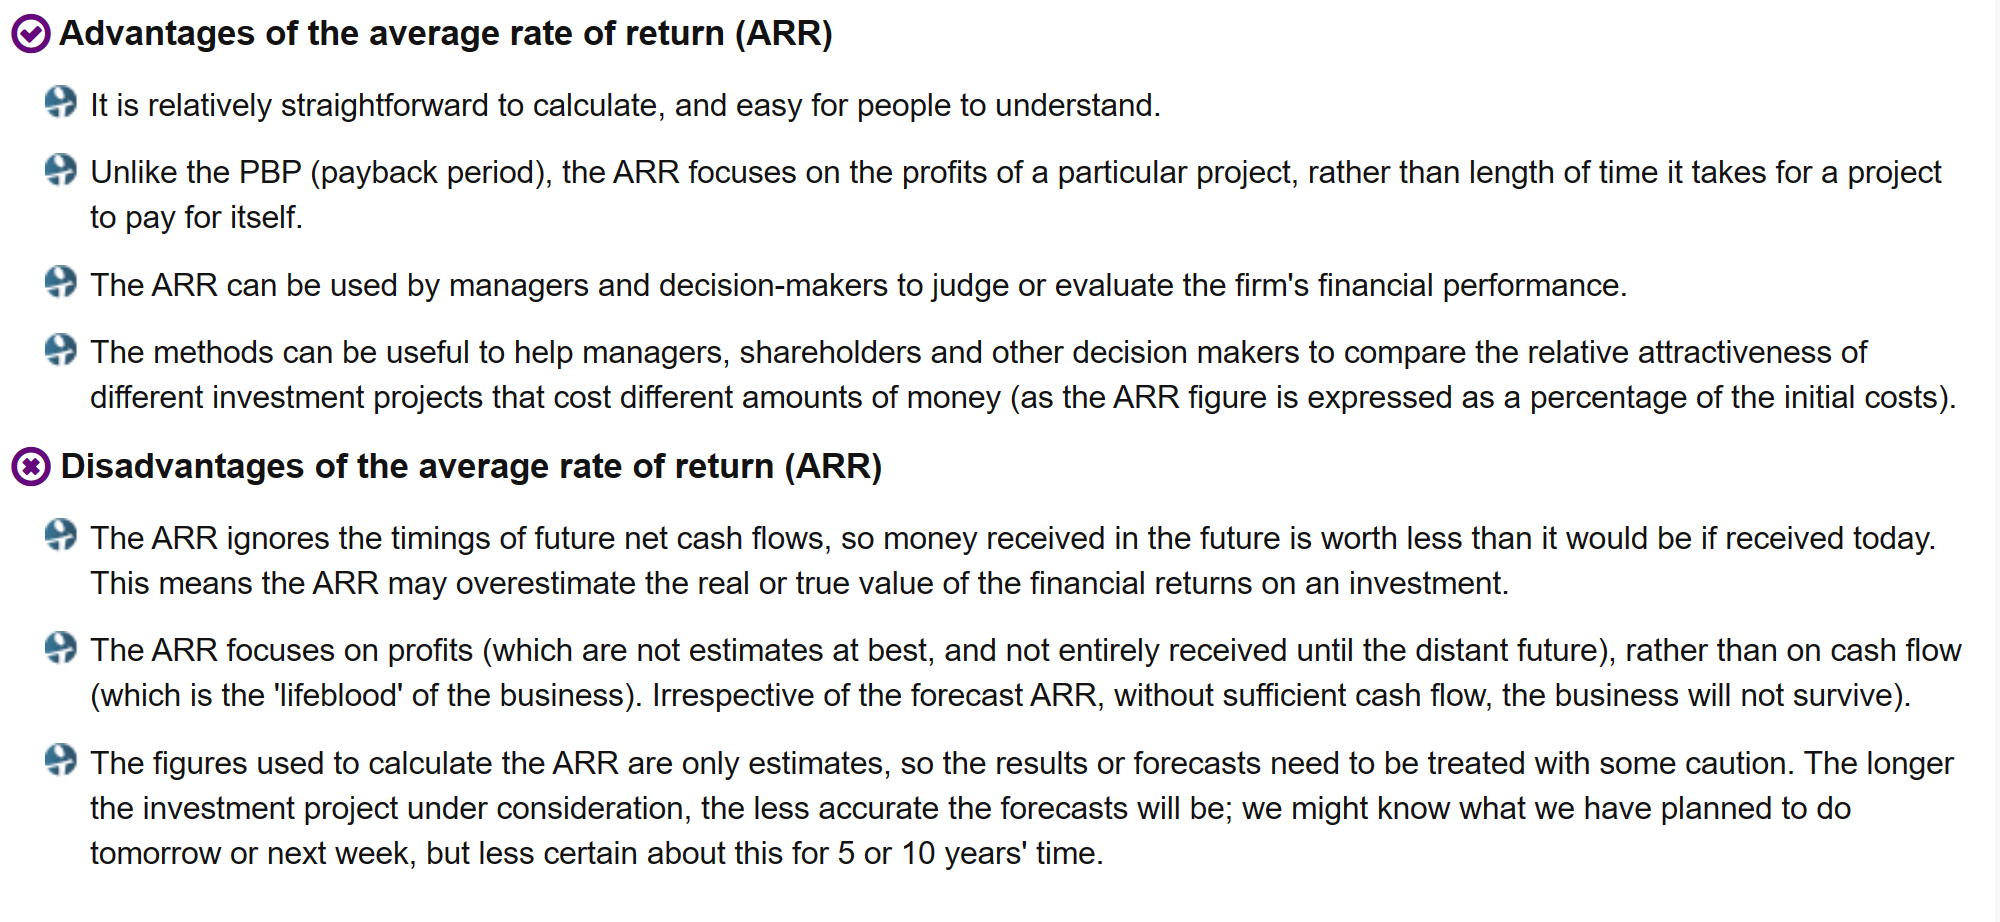 Advantages of the average rate of return (ARR)
It is relatively straightforward to calculate, and easy for people to understand.
Unlike the PBP (payback period), the ARR focuses on the profits of a particular project, rather than length of time it takes for a project
to pay for itself.
The ARR can be used by managers and decision-makers to judge or evaluate the firm's financial performance.
The methods can be useful to help managers, shareholders and other decision makers to compare the relative attractiveness of
different investment projects that cost different amounts of money (as the ARR figure is expressed as a percentage of the initial costs).
Disadvantages of the average rate of return (ARR)
The ARR ignores the timings of future net cash flows, so money received in the future is worth less than it would be if received today.
This means the ARR may overestimate the real or true value of the financial returns on an investment.
The ARR focuses on profits (which are not estimates at best, and not entirely received until the distant future), rather than on cash flow
(which is the 'lifeblood' of the business). Irrespective of the forecast ARR, without sufficient cash flow, the business will not survive).
The figures used to calculate the ARR are only estimates, so the results or forecasts need to be treated with some caution. The longer
the investment project under consideration, the less accurate the forecasts will be; we might know what we have planned to do
tomorrow or next week, but less certain about this for 5 or 10 years' time.